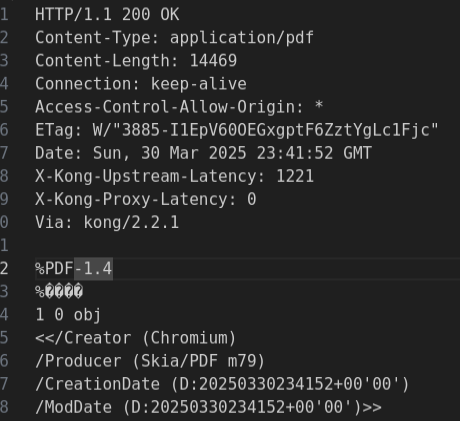 1 HTTP/1.1 200 OK
2 Content-Type: application/pdf
3 Content-Length: 14469
4 Connection: keep-alive
5 Access-Control-Allow-Origin: *
6 ETag: W/"3885-I1EpV60OEGxgptF6ZztYgLc1Fjc"
7 Date: Sun, 30 Mar 2025 23:41:52 GMT
8 X-Kong-Upstream-Latency: 1221
9 X-Kong-Proxy-Latency: 0
0 Via: kong/2.2.1
1
2 %PDF-1.4
3 %����
4 1 0 obj
5 <</Creator (Chromium)
6 /Producer (Skia/PDF m79)
7 /CreationDate (D:20250330234152+00'00')
8 /ModDate (D:20250330234152+00'00')>>